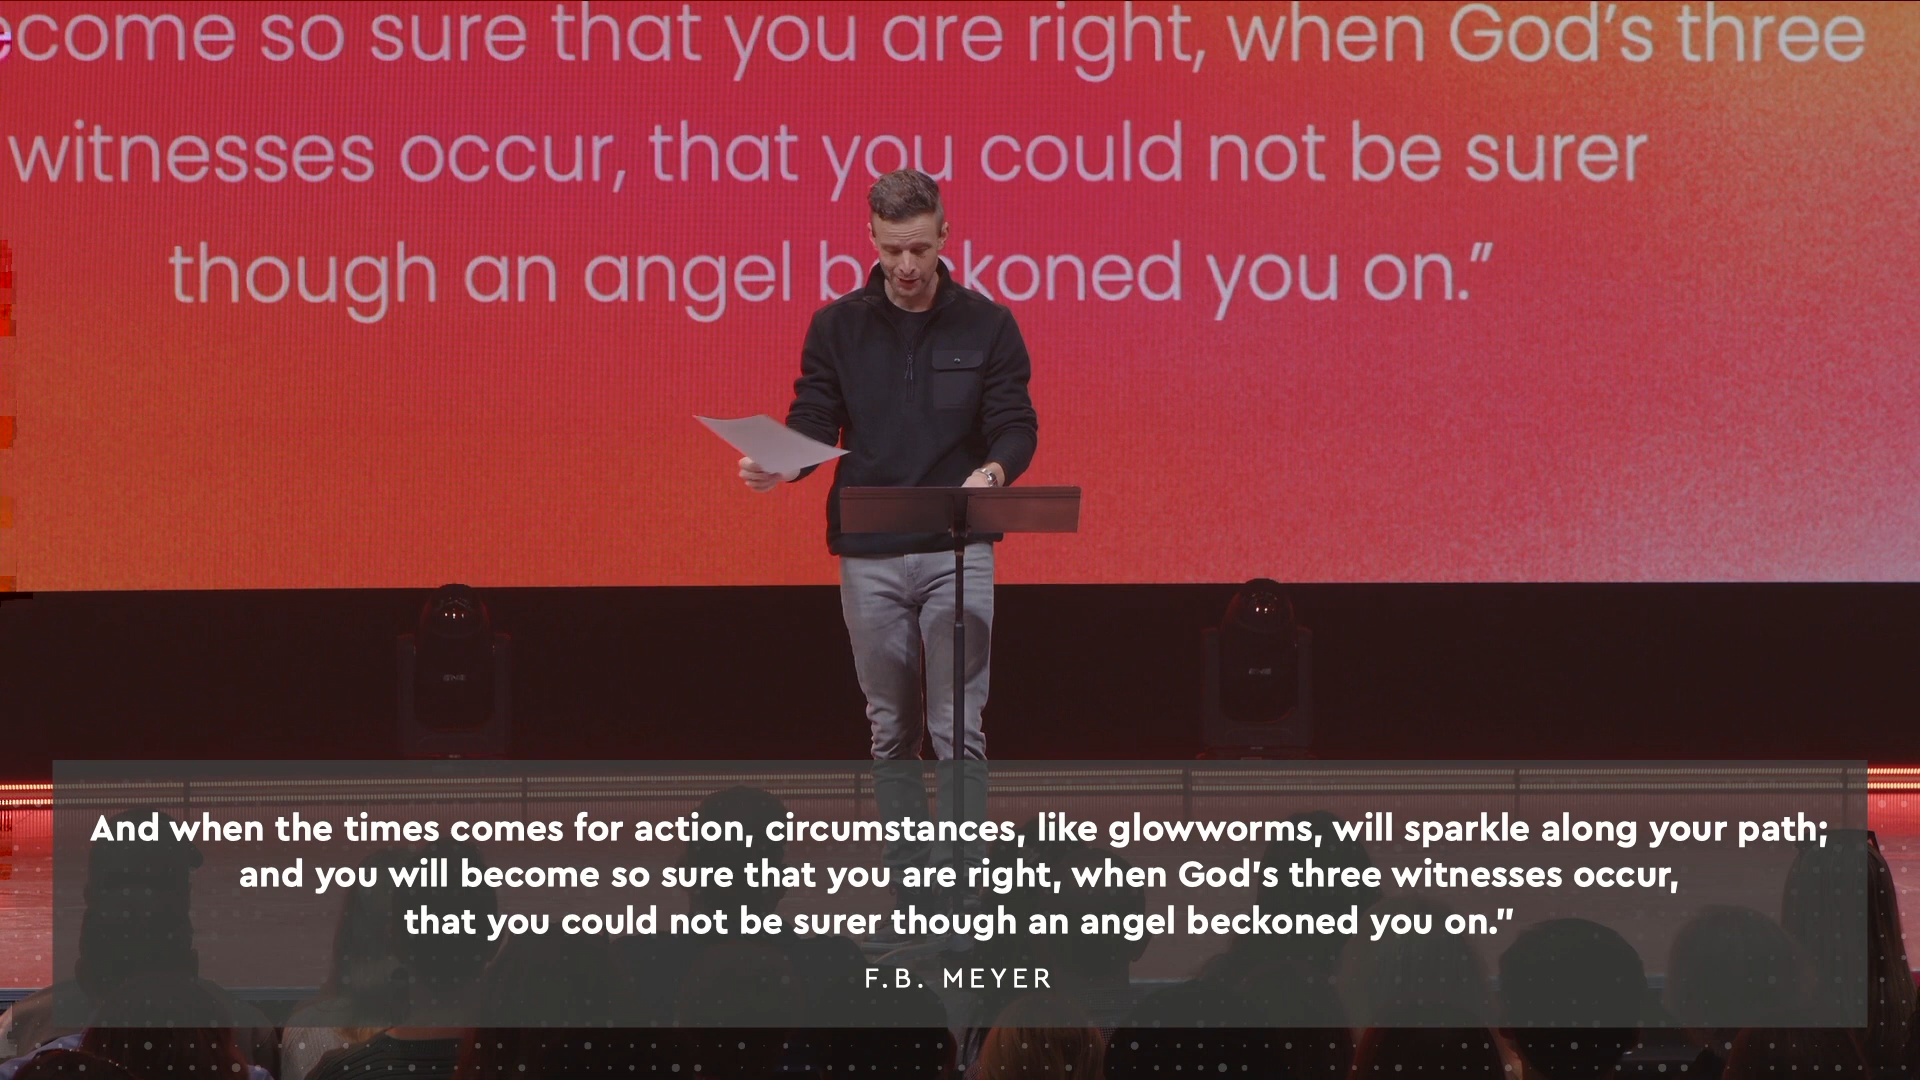 come so sure that you are right, when God's three
witnesses occur, that you could not be surer
though an angel beckoned you on.”
And when the times comes for action, circumstances, like glowworms, will sparkle along your path;
and you will become so sure that you are right, when God's three witnesses occur,
that you could not be surer though an angel beckoned you on.”
F.B. MEYER